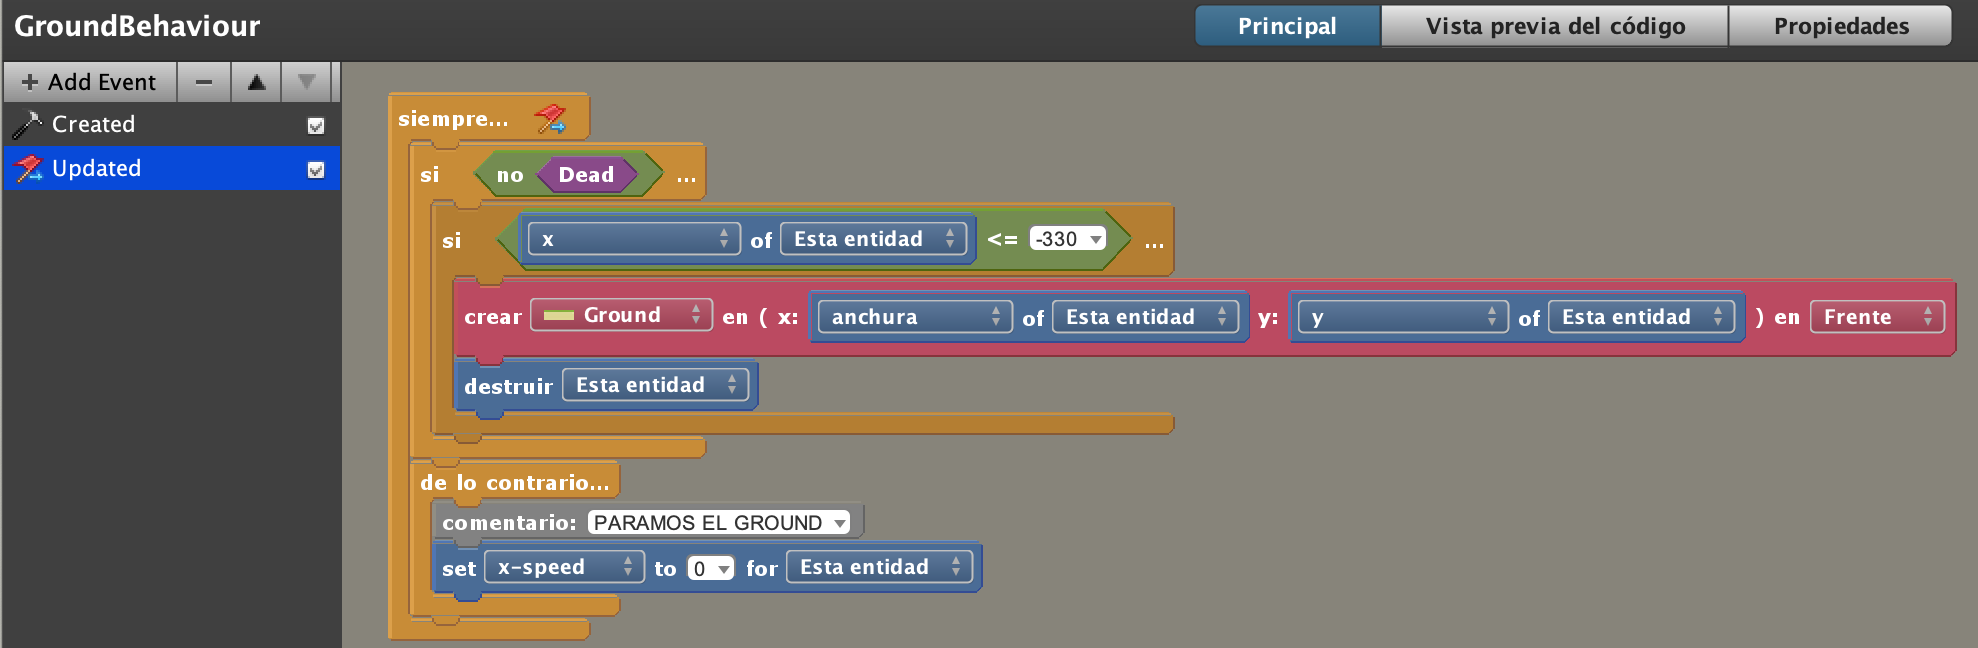 GroundBehaviour
Principal
Vista previa del código
Propiedades
+ Add Event
Created
Updated
siempre...
si no Dead ...
si x of Esta entidad <= -330 ...
crear Ground en ( x: anchura of Esta entidad y: y of Esta entidad ) en Frente
destruir Esta entidad
de lo contrario...
comentario: PARAMOS EL GROUND
set x-speed to 0 for Esta entidad